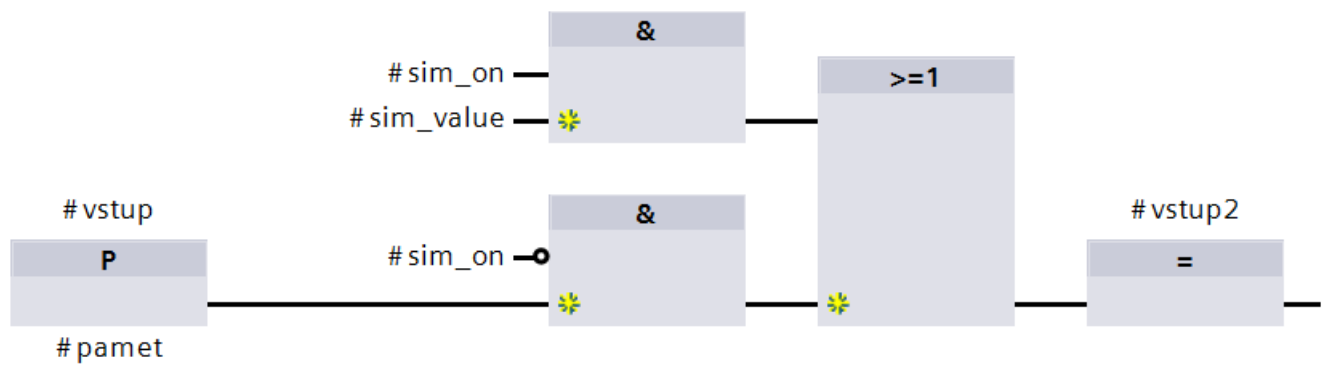 &
#sim_on
>=1
#sim_value
#vstup
&
#vstup2
P
#sim_on
=
#pamet